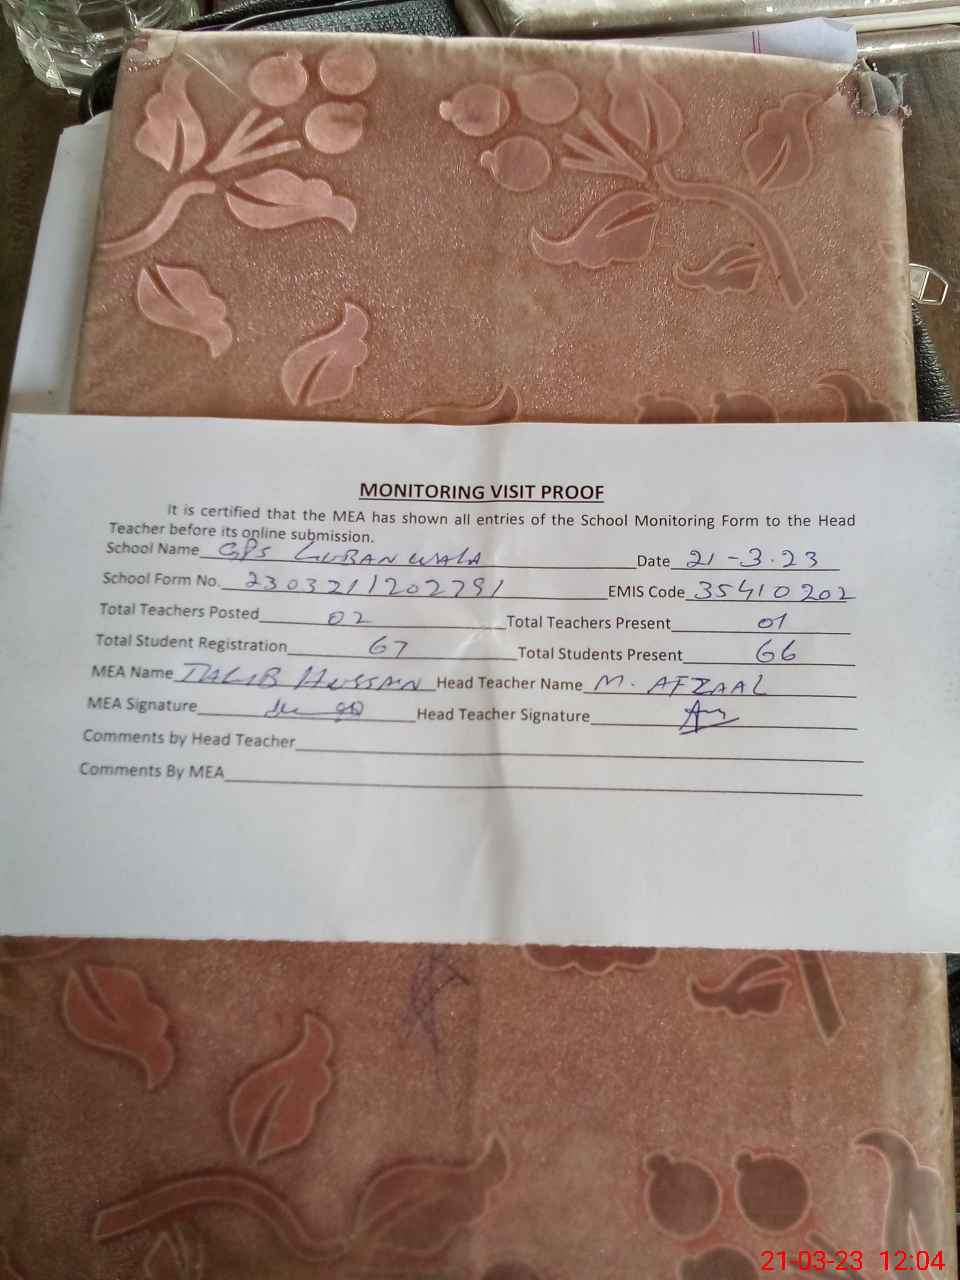 MONITORING VISIT PROOF
It is certified that the MEA has shown all entries of the School Monitoring Form to the Head
Teacher before its online submission.
School Name GPS LURAN WALA Date 21-3.23
School Form No. 2303211202791 EMIS Code 35410202
Total Teachers Posted 02 Total Teachers Present 01
Total Student Registration 67 Total Students Present 66
MEA Name TALIB HUSSAIN Head Teacher Name M. AFZAAL
MEA Signature Head Teacher Signature
Comments by Head Teacher
Comments By MEA
21-03-23 12:04